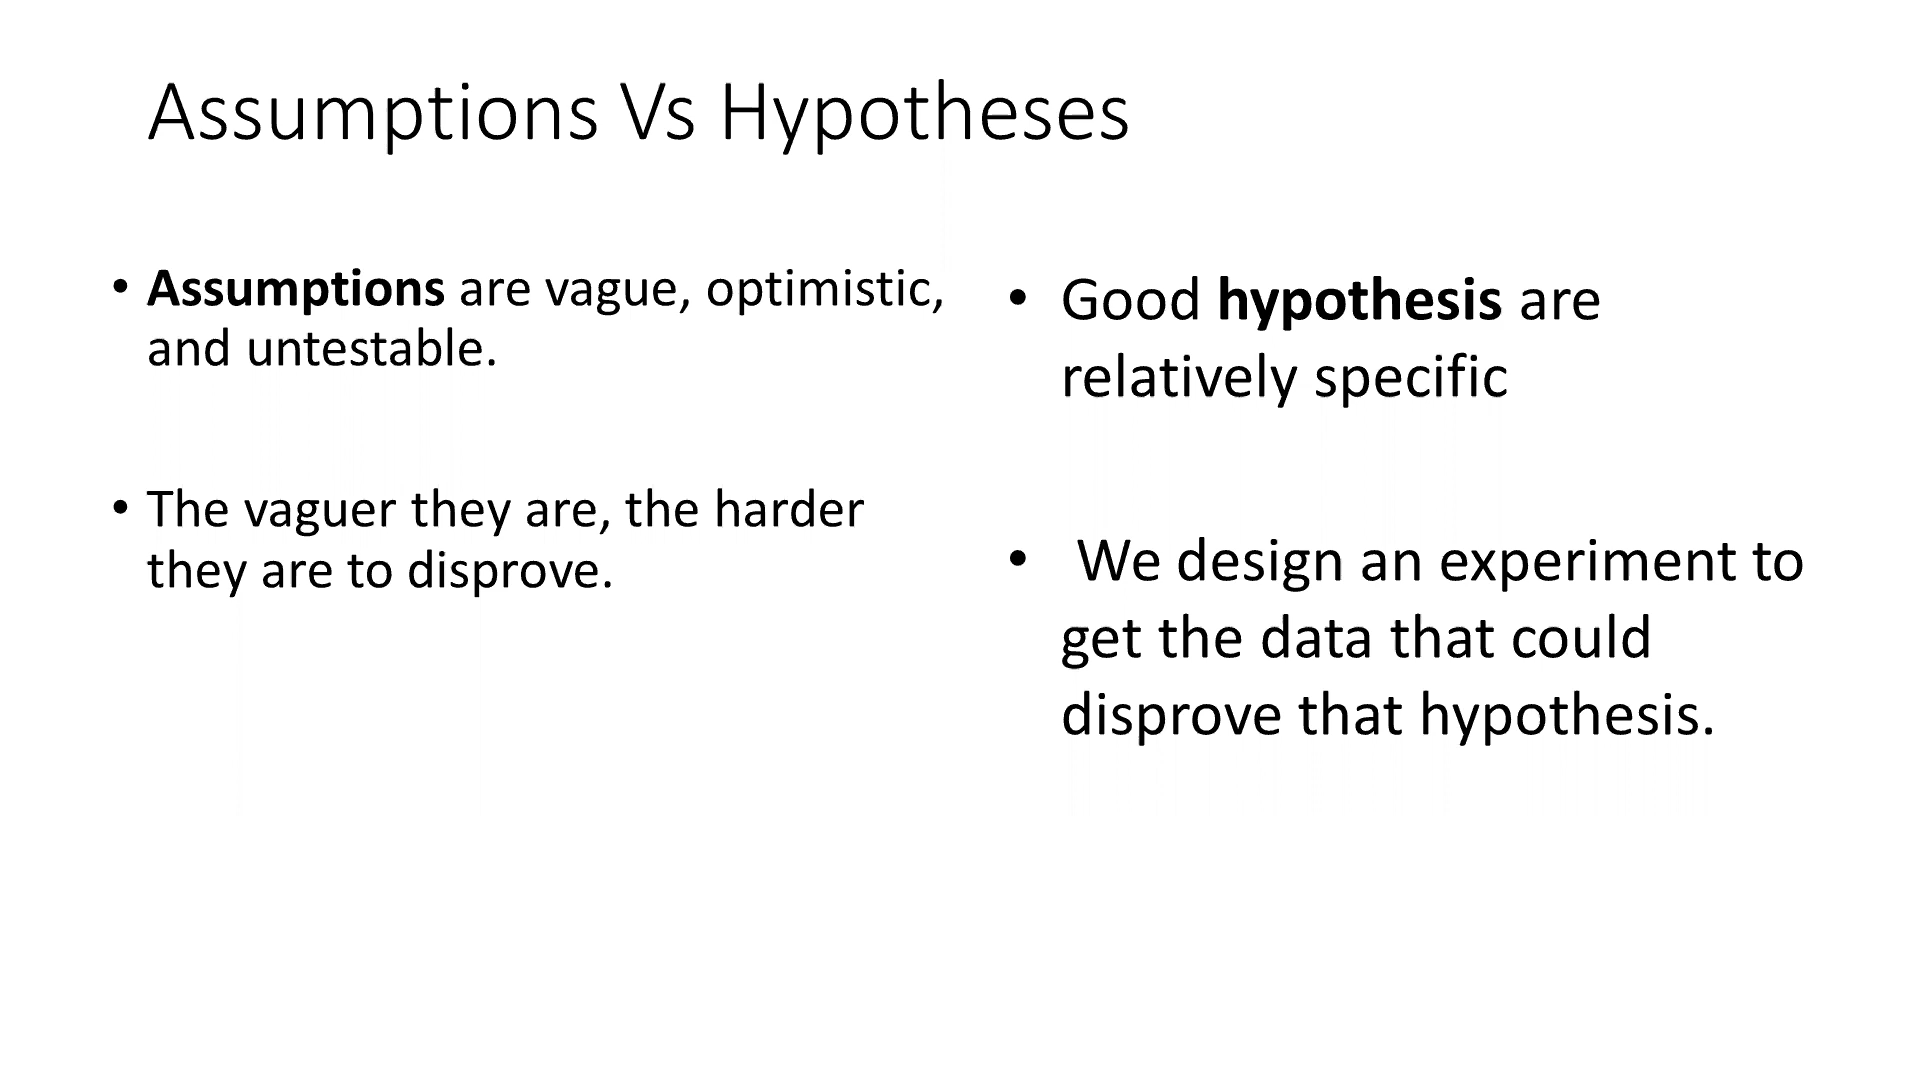 Assumptions Vs Hypotheses
• Assumptions are vague, optimistic,
and untestable.
• The vaguer they are, the harder
they are to disprove.
• Good hypothesis are
relatively specific
• We design an experiment to
get the data that could
disprove that hypothesis.